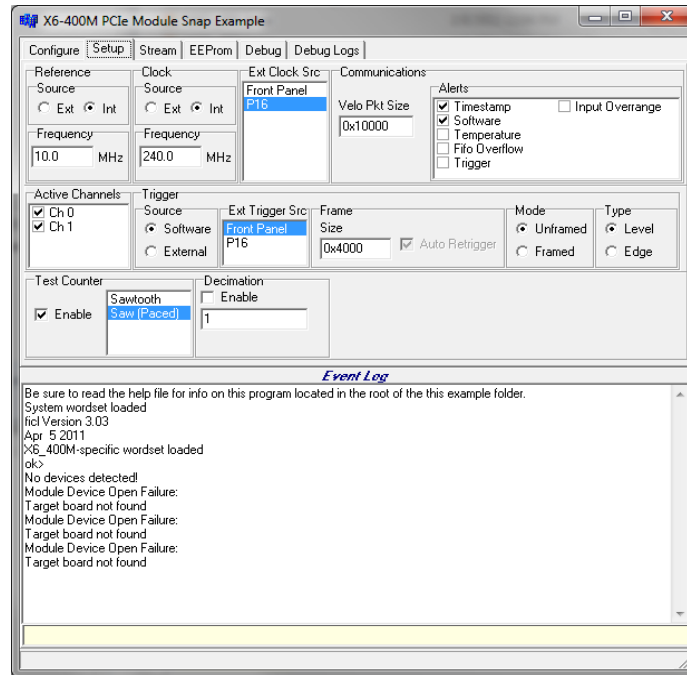 X6-400M PCIe Module Snap Example
Configure Setup Stream EEProm Debug Debug Logs
Reference Clock Ext Clock Src Communications
Source Source Front Panel Alerts
Ext Int Ext Int P16 Velo Pkt Size Timestamp Input Overrange
0x10000 Software
Frequency Frequency Temperature
10.0 MHz 240.0 MHz Fifo Overflow
Trigger
Active Channels Trigger
Ch 0 Source Ext Trigger Src Frame Mode Type
Ch 1 Software Front Panel Size Unframed Level
External P16 0x4000 Auto Retrigger Framed Edge
Test Counter Decimation
Sawtooth Enable
Enable Saw (Paced) 1
Event Log
Be sure to read the help file for info on this program located in the root of the this example folder.
System wordset loaded
ficl Version 3.03
Apr 5 2011
X6_400M-specific wordset loaded
ok>
No devices detected!
Module Device Open Failure:
Target board not found
Module Device Open Failure:
Target board not found
Module Device Open Failure:
Target board not found